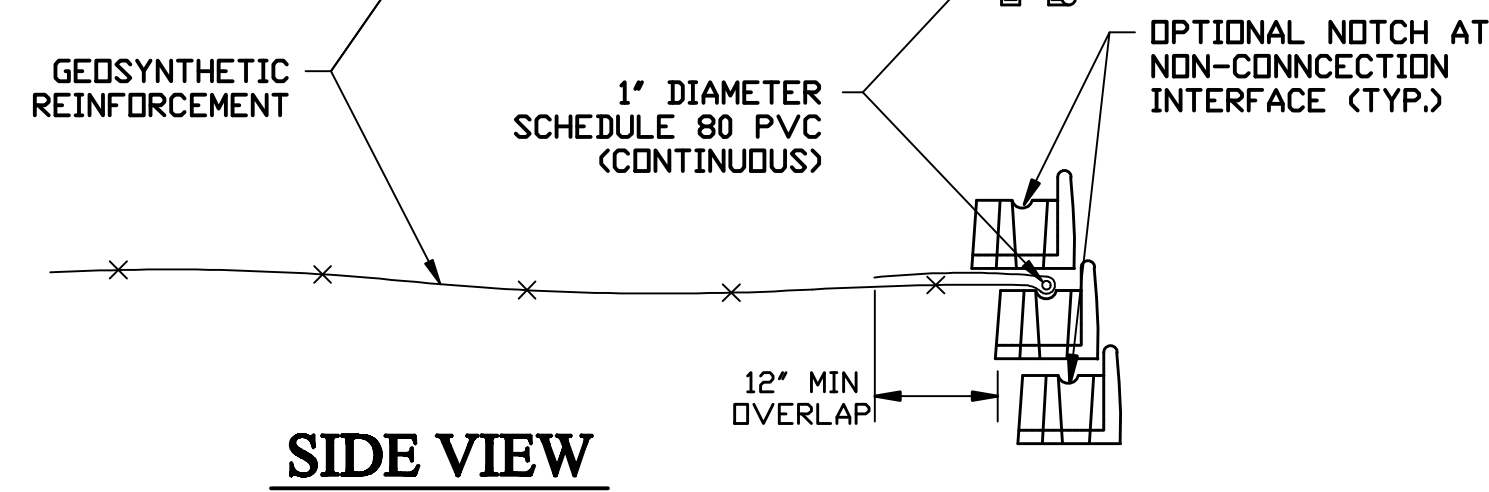 GEOSYNTHETIC
REINFORCEMENT
1" DIAMETER
SCHEDULE 80 PVC
(CONTINUOUS)
OPTIONAL NOTCH AT
NON-CONNCECTION
INTERFACE (TYP.)
12" MIN
OVERLAP
SIDE VIEW